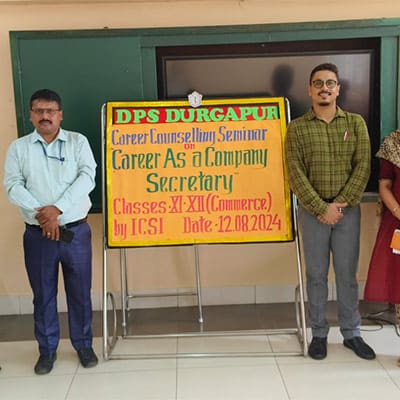 DPS DURGAPUR
Career Counselling Seminar
on
"Career As a Company
Secretary"
Classes-XI-XII (Commerce)
by ICSI Date-12.08.2024